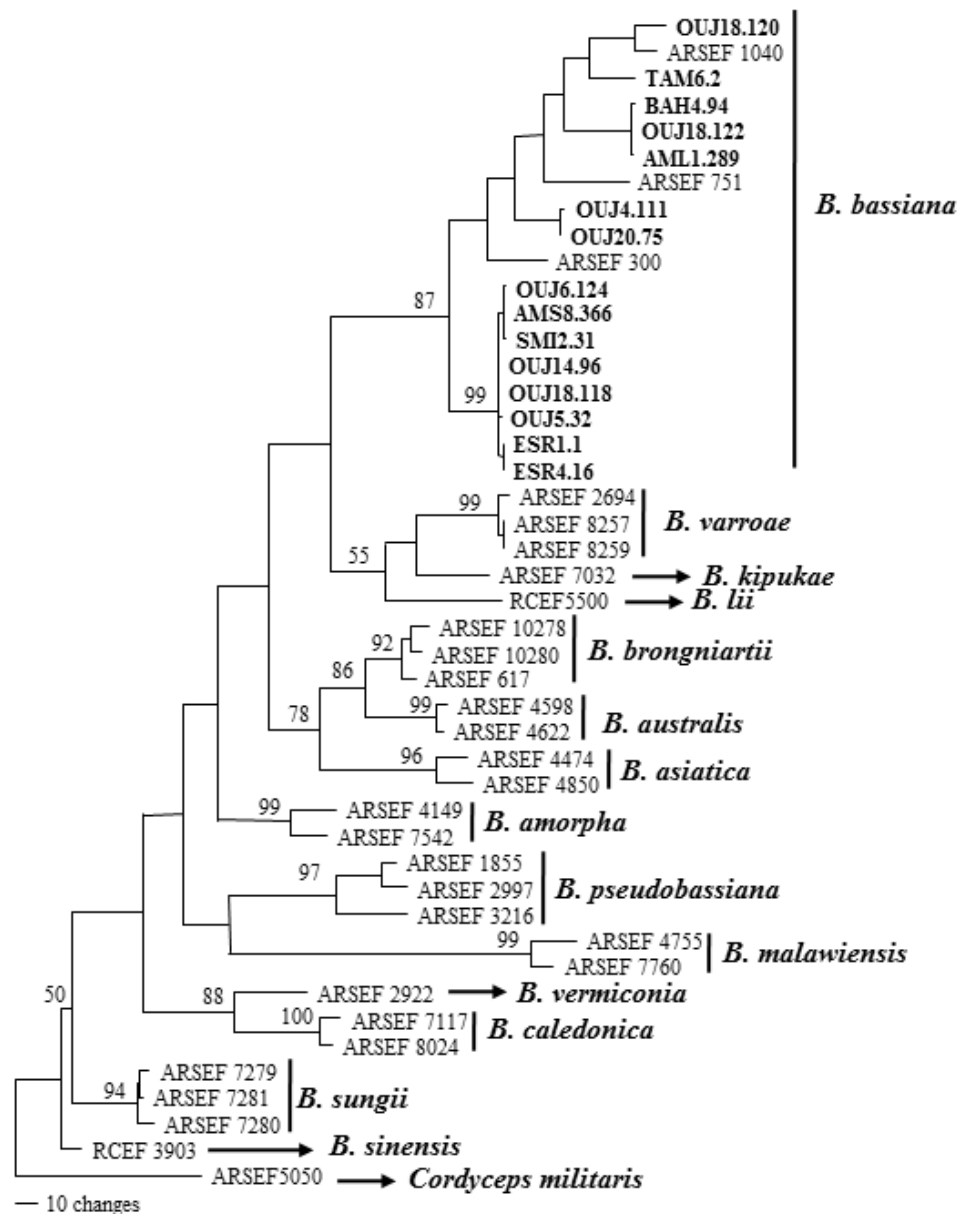 OUJ18.120
ARSEF 1040
TAM6.2
BAH4.94
OUJ18.122
AML1.289
ARSEF 751
B. bassiana
OUJ4.111
OUJ20.75
ARSEF 300
OUJ6.124
87
AMS8.366
SMI2.31
OUJ14.96
99
OUJ18.118
OUJ5.32
ESR1.1
ESR4.16
99
ARSEF 2694
ARSEF 8257
B. varroae
ARSEF 8259
55
ARSEF 7032
B. kipukae
RCEF5500
B. lii
ARSEF 10278
92
ARSEF 10280
B. brongniartii
86
ARSEF 617
99
ARSEF 4598
78
ARSEF 4622
B. australis
96
ARSEF 4474
ARSEF 4850
B. asiatica
99
ARSEF 4149
B. amorpha
ARSEF 7542
97
ARSEF 1855
ARSEF 2997
B. pseudobassiana
ARSEF 3216
99
ARSEF 4755
ARSEF 7760
B. malawiensis
50
88
ARSEF 2922
B. vermiconia
100
ARSEF 7117
B. caledonica
ARSEF 8024
94
ARSEF 7279
ARSEF 7281
B. sungii
ARSEF 7280
RCEF 3903
B. sinensis
ARSEF5050
Cordyceps militaris
10 changes